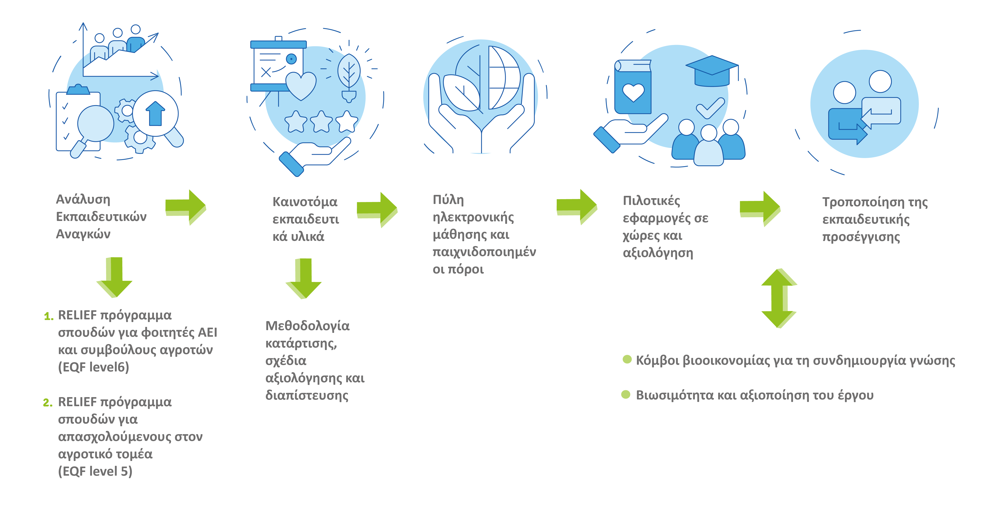 Ανάλυση
Εκπαιδευτικών
Αναγκών
Καινοτόμα
εκπαιδευτι
κά υλικά
Πύλη
ηλεκτρονικής
μάθησης και
παιχνιδοποιημέν
οι πόροι
Πιλοτικές
εφαρμογές σε
χώρες και
αξιολόγηση
Τροποποίηση της
εκπαιδευτικής
προσέγγισης
1. RELIEF πρόγραμμα
σπουδών για φοιτητές ΑΕΙ
και συμβούλους αγροτών
(EQF level6)
2. RELIEF πρόγραμμα
σπουδών για
απασχολούμενους στον
αγροτικό τομέα
(EQF level 5)
Μεθοδολογία
κατάρτισης,
σχέδια
αξιολόγησης και
διαπίστευσης
Κόμβοι βιοοικονομίας για τη συνδημιουργία γνώσης
Βιωσιμότητα και αξιοποίηση του έργου